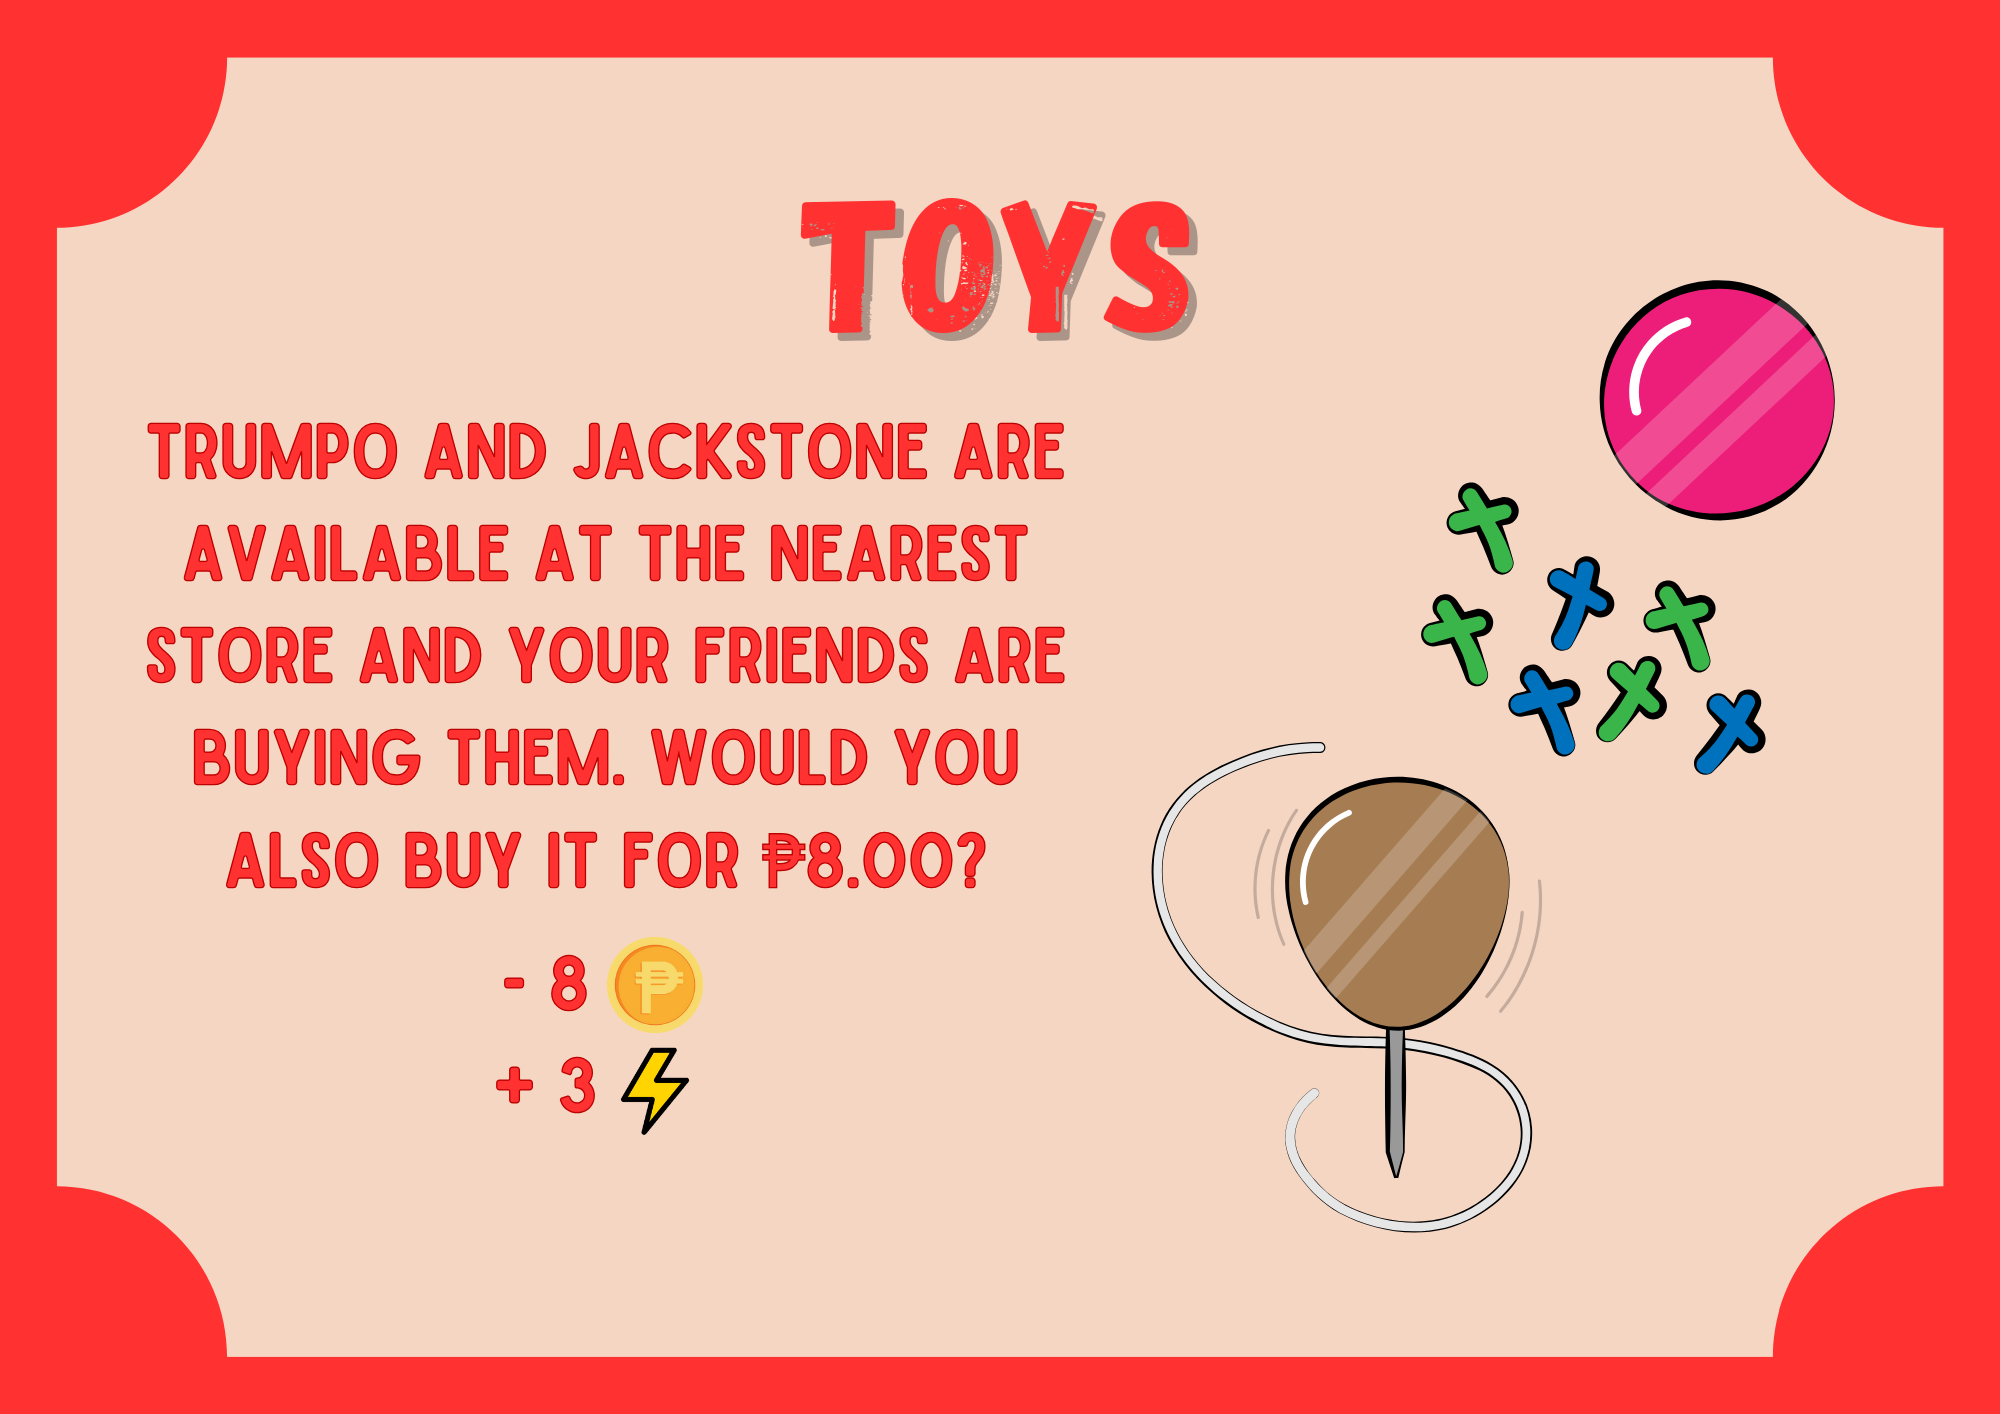 TOYS
TRUMPO AND JACKSTONE ARE
AVAILABLE AT THE NEAREST
STORE AND YOUR FRIENDS ARE
BUYING THEM. WOULD YOU
ALSO BUY IT FOR ₱8.00?
- 8 ₱
+ 3